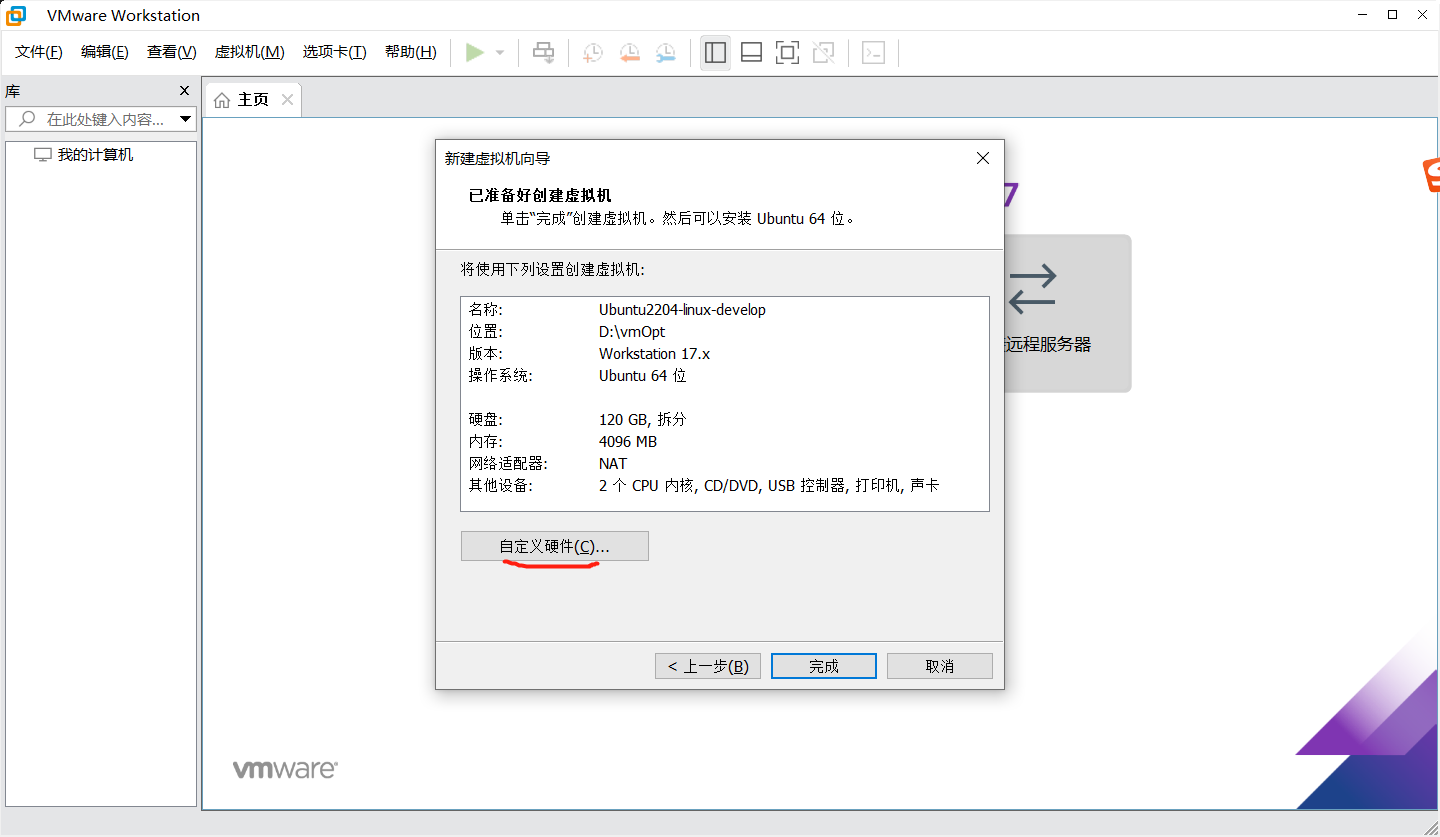 VMware Workstation
文件(F) 编辑(E) 查看(V) 虚拟机(M) 选项卡(T) 帮助(H)
库
主页
在此处键入内容...
我的计算机
7
远程服务器
新建虚拟机向导
已准备好创建虚拟机
单击“完成”创建虚拟机。然后可以安装 Ubuntu 64 位。
将使用下列设置创建虚拟机:
名称: Ubuntu2204-linux-develop
位置: D:\vmOpt
版本: Workstation 17.x
操作系统: Ubuntu 64 位
硬盘: 120 GB, 拆分
内存: 4096 MB
网络适配器: NAT
其他设备: 2 个 CPU 内核, CD/DVD, USB 控制器, 打印机, 声卡
自定义硬件(C)...
< 上一步(B) 完成 取消
vmware